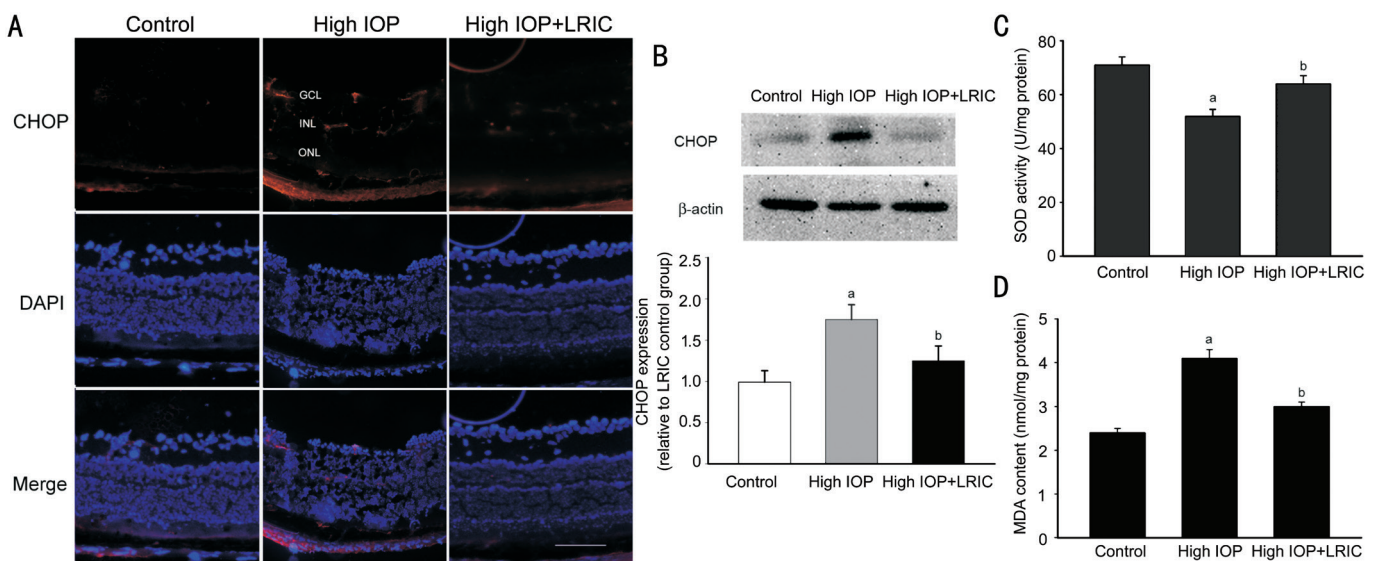 A
Control
High IOP
High IOP+LRIC
CHOP
GCL
INL
ONL
DAPI
Merge
B
Control High IOP High IOP+LRIC
CHOP
β-actin
CHOP expression
(relative to LRIC control group)
2.5
2.0
1.5
1.0
0.5
0
a
b
Control High IOP High IOP+LRIC
C
SOD activity (U/mg protein)
80
60
40
20
0
a
b
Control High IOP High IOP+LRIC
D
MDA content (nmol/mg protein)
5
4
3
2
1
0
a
b
Control High IOP High IOP+LRIC